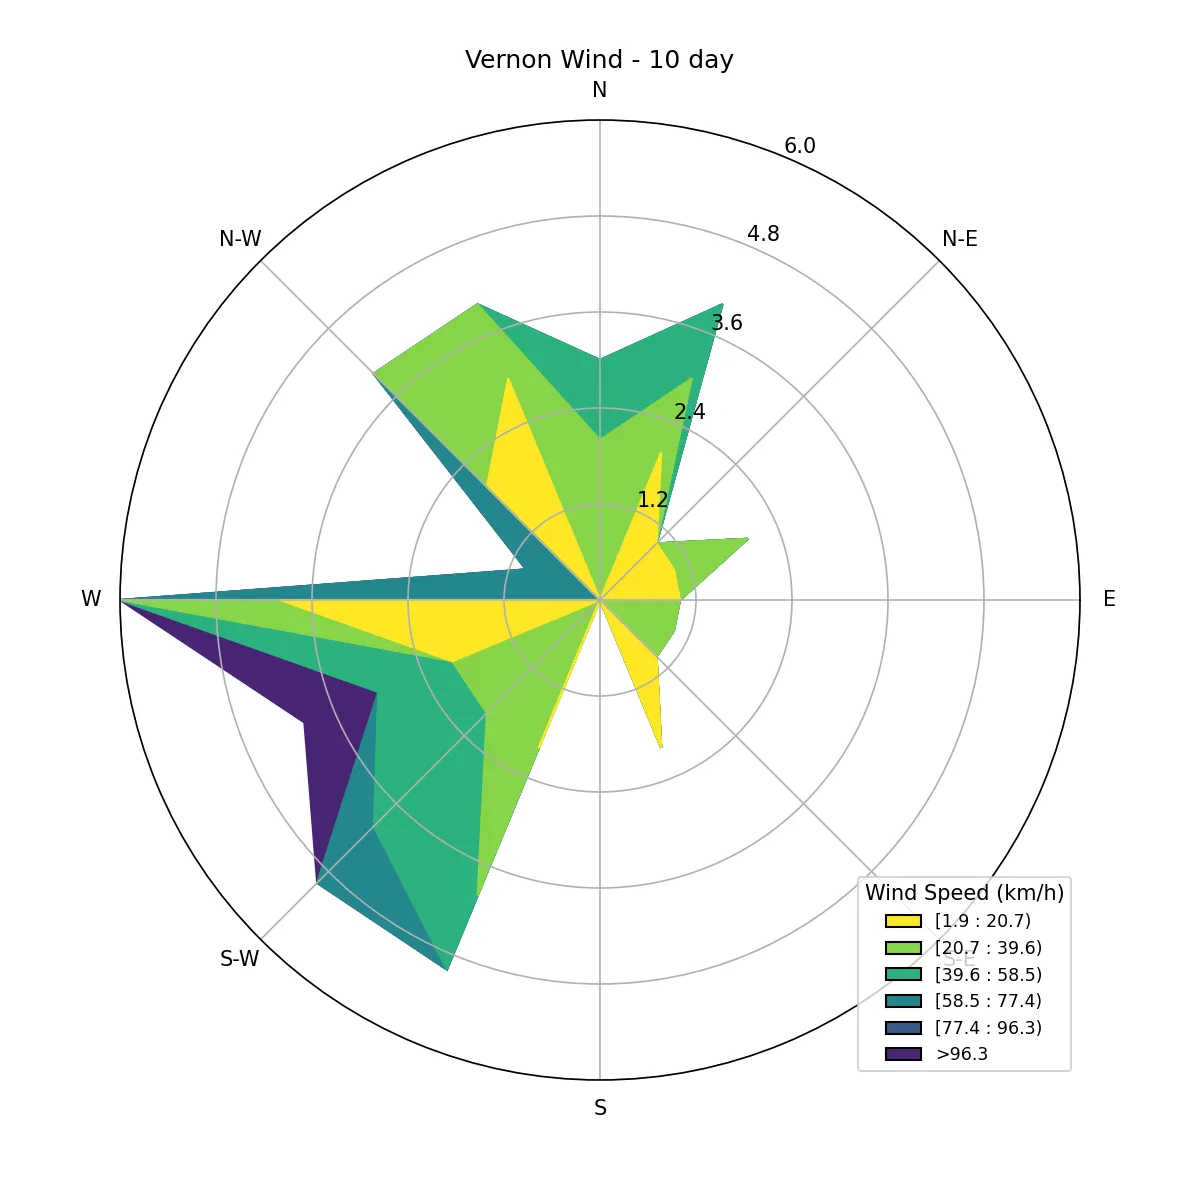 Vernon Wind - 10 day
N
6.0
N-W
4.8
N-E
3.6
2.4
1.2
W
E
S-W
S-E
Wind Speed (km/h)
[1.9 : 20.7)
[20.7 : 39.6)
[39.6 : 58.5)
[58.5 : 77.4)
[77.4 : 96.3)
>96.3
S